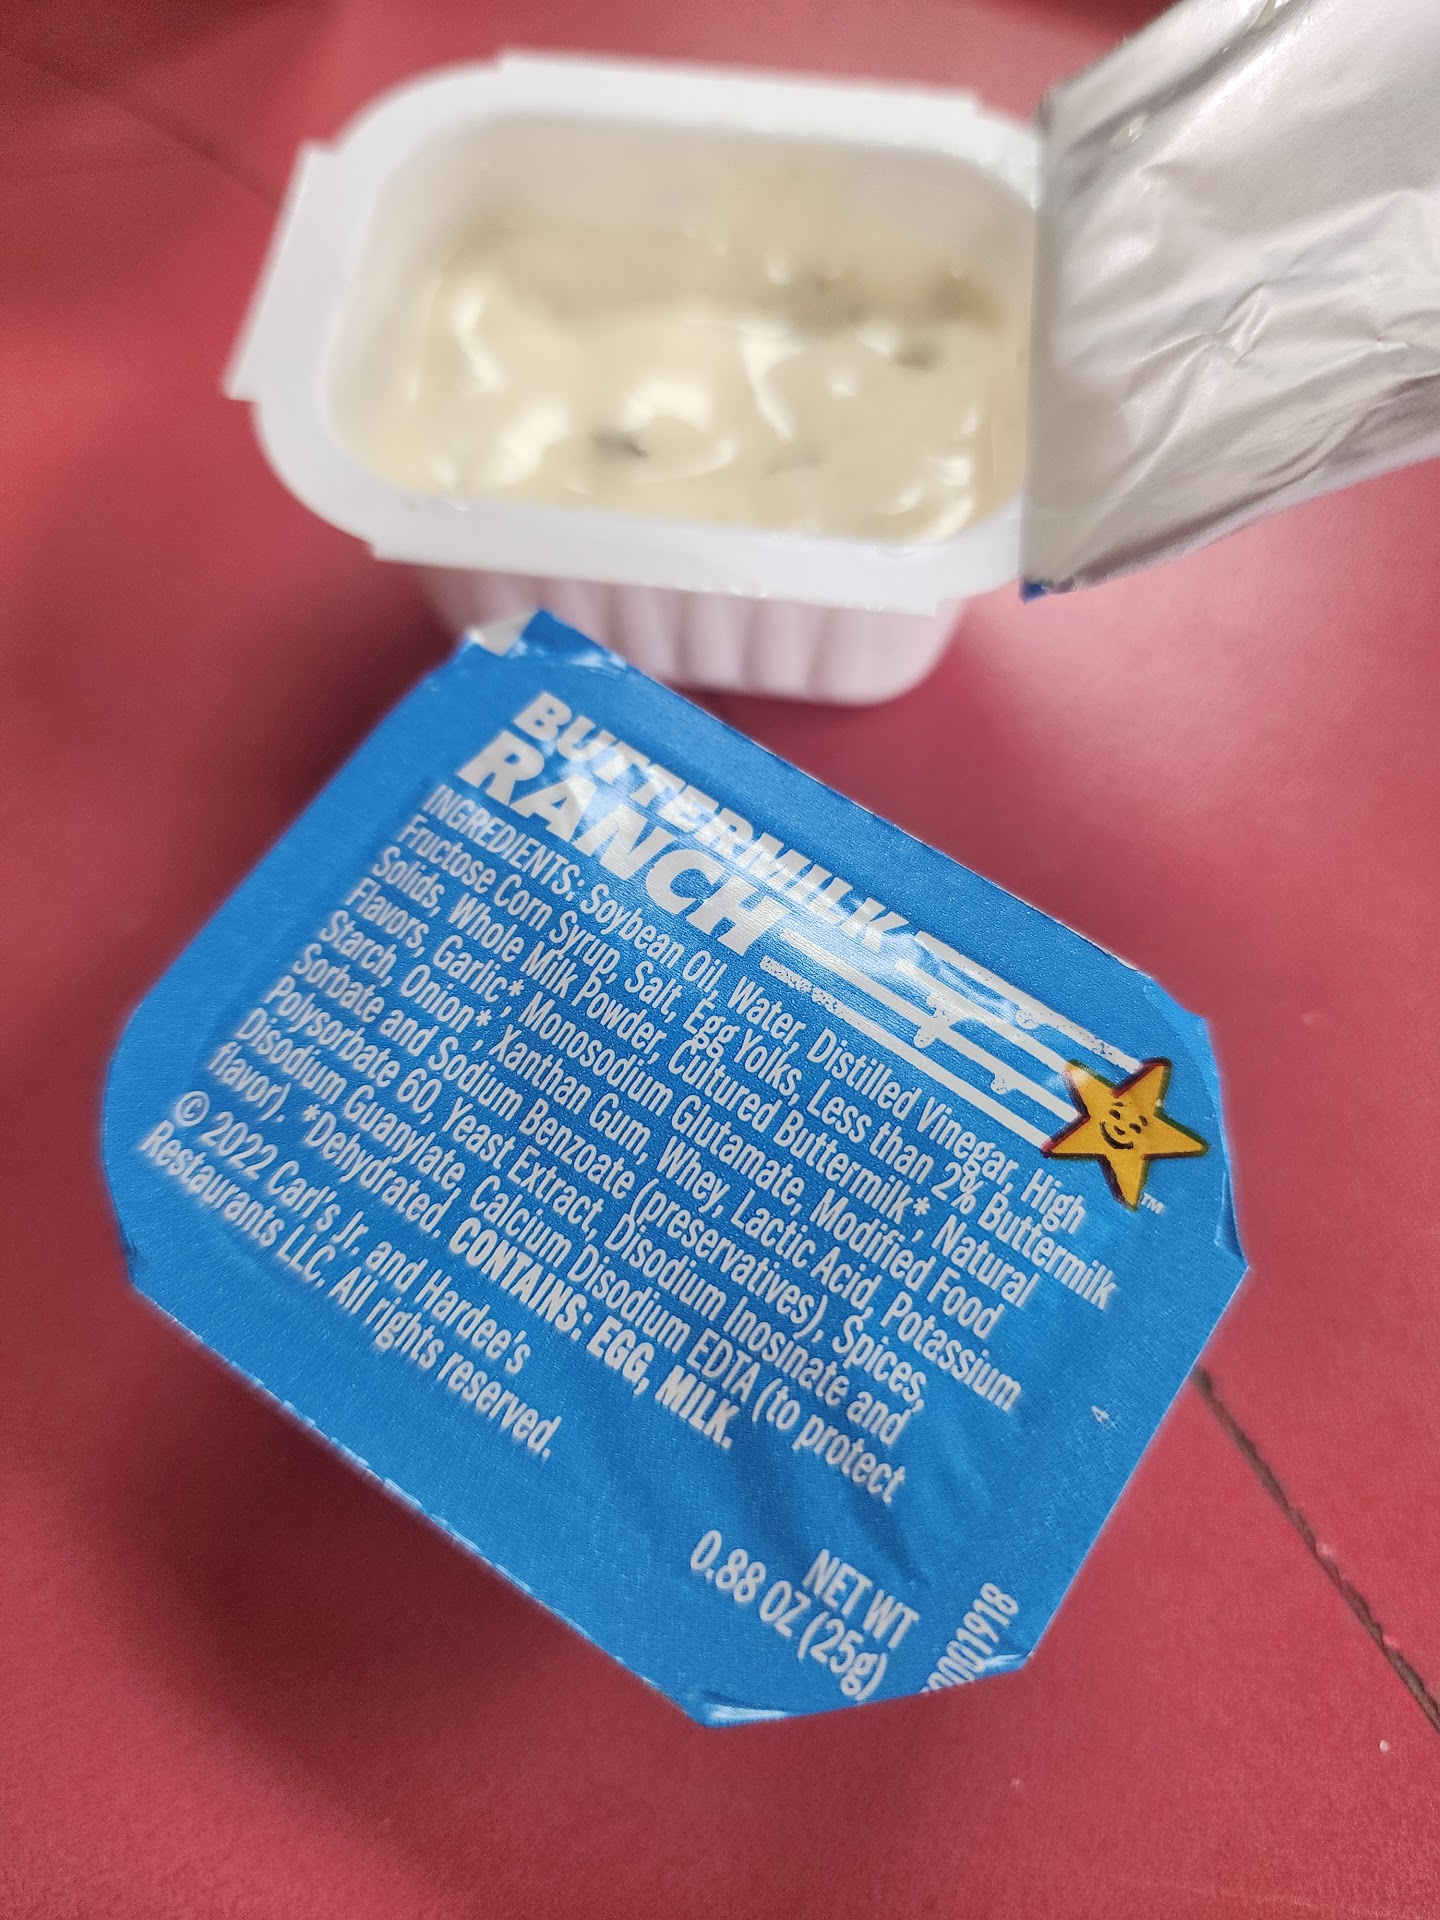 BUTTERMILK
RANCH
INGREDIENTS: Soybean Oil, Water, Distilled Vinegar, High
Fructose Corn Syrup, Salt, Egg Yolks, Less than 2% Buttermilk
Solids, Whole Milk Powder, Cultured Buttermilk*, Natural
Flavors, Garlic*, Monosodium Glutamate, Modified Food
Starch, Onion*, Xanthan Gum, Whey, Lactic Acid, Potassium
Sorbate and Sodium Benzoate (preservatives), Spices,
Polysorbate 60, Yeast Extract, Disodium Inosinate and
Disodium Guanylate, Calcium Disodium EDTA (to protect
flavor). *Dehydrated. CONTAINS: EGG, MILK.
© 2022 Carl's Jr. and Hardee's
Restaurants LLC. All rights reserved.
TM
4
NET WT
0.88 OZ (25g)